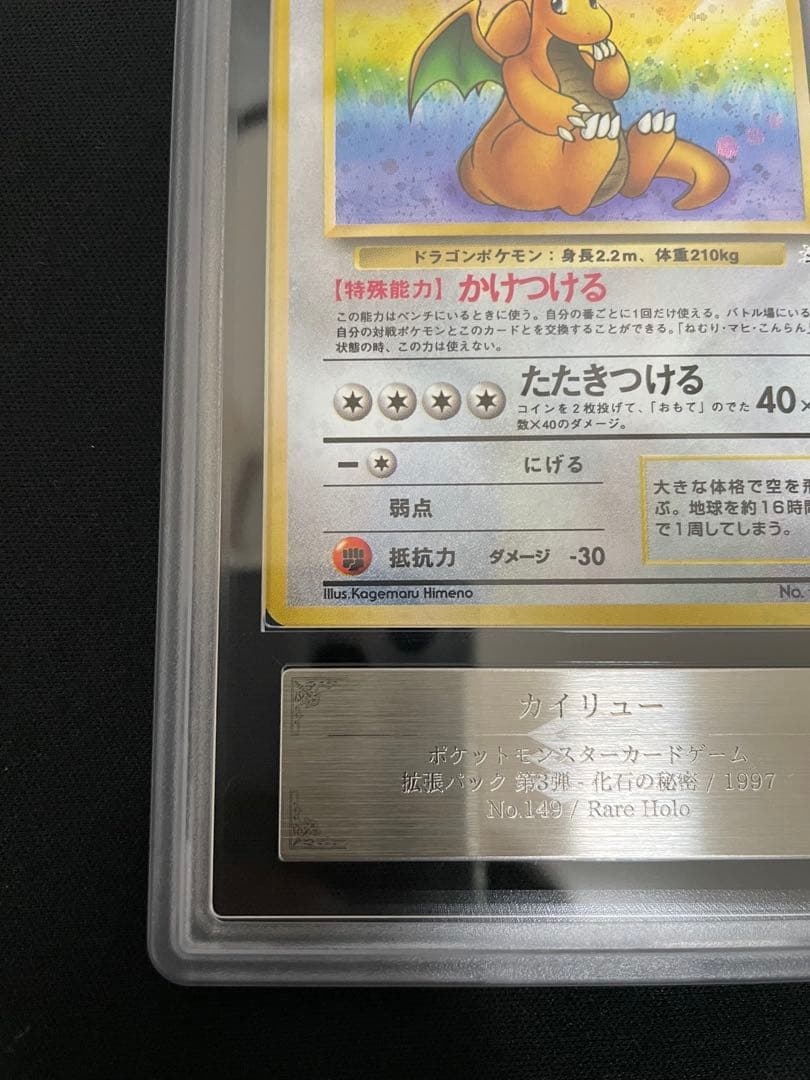 ドラゴンポケモン：身長2.2m、体重210kg
【特殊能力】かけつける
この能力はベンチにいるときに使う。自分の番ごとに1回だけ使える。バトル場にいる
自分の対戦ポケモンとこのカードとを交換することができる。「ねむり・マヒ・こんらん」
状態の時、この力は使えない。
たたきつける
コインを2枚投げて、「おもて」のでた
数×40のダメージ。
40×
にげる
大きな体格で空を飛
ぶ。地球を約16時間
で1周してしまう。
弱点
抵抗力 ダメージ -30
Illus.Kagemaru Himeno
No.
カイリュー
ポケットモンスターカードゲーム
拡張パック 第3弾 - 化石の秘密 / 1997
No.149 / Rare Holo